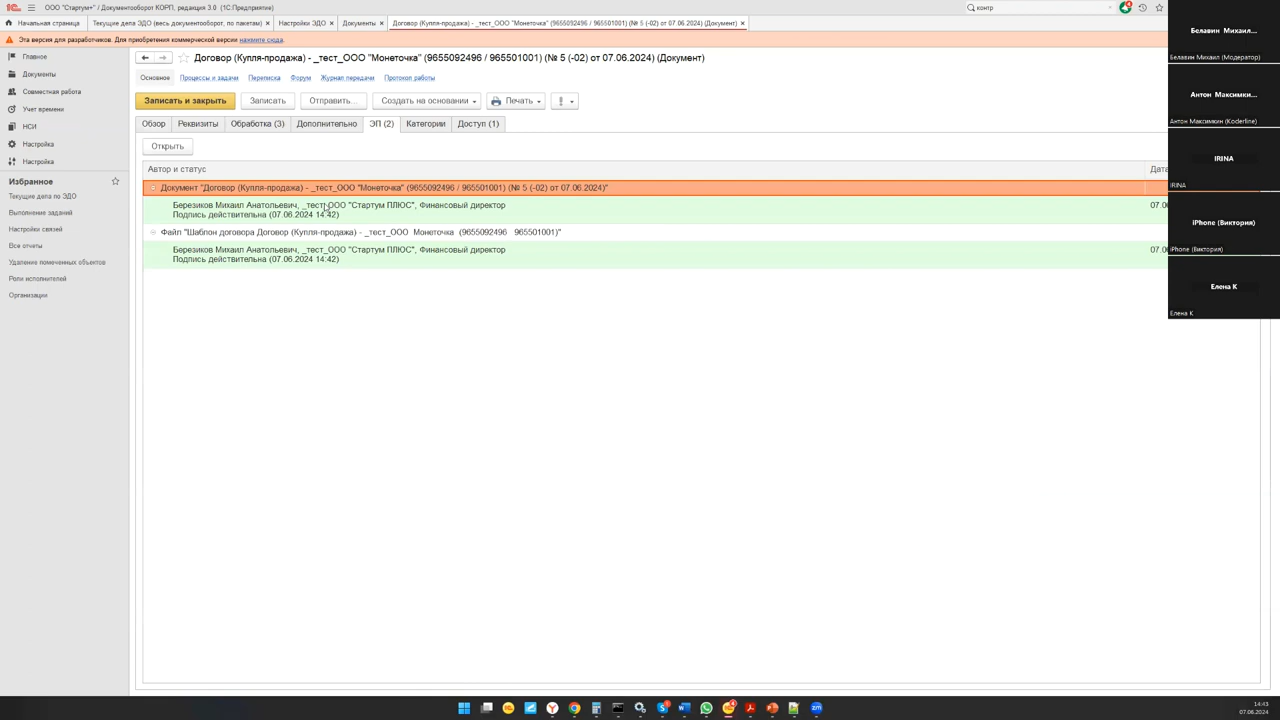 ООО "Стартум+" / Документооборот КОРП, редакция 3.0 (1С:Предприятие)
контр
Начальная страница
Текущие дела ЭДО (весь документооборот, по пакетам) ×
Настройки ЭДО ×
Документы ×
Договор (Купля-продажа) - _тест_ООО "Монеточка" (9655092496 / 965501001) (№ 5 (-02) от 07.06.2024) (Документ) ×
Эта версия для разработчиков. Для приобретения коммерческой версии нажмите сюда.
Главное
Документы
Совместная работа
Учет времени
НСИ
Настройка
Настройка
Избранное
Текущие дела по ЭДО
Выполнение заданий
Настройки связей
Все отчеты
Удаление помеченных объектов
Роли исполнителей
Организации
Договор (Купля-продажа) - _тест_ООО "Монеточка" (9655092496 / 965501001) (№ 5 (-02) от 07.06.2024) (Документ)
Основное Процессы и задачи Переписка Форум Журнал передачи Протокол работы
Записать и закрыть Записать Отправить... Создать на основании Печать
Обзор Реквизиты Обработка (3) Дополнительно ЭП (2) Категории Доступ (1)
Открыть
Автор и статус Дата
Документ "Договор (Купля-продажа) - _тест_ООО "Монеточка" (9655092496 / 965501001) (№ 5 (-02) от 07.06.2024)"
Березиков Михаил Анатольевич, _тест_ООО "Стартум ПЛЮС", Финансовый директор 07.0
Подпись действительна (07.06.2024 14:42)
Файл "Шаблон договора Договор (Купля-продажа) - _тест_ООО Монеточка (9655092496 965501001)"
Березиков Михаил Анатольевич, _тест_ООО "Стартум ПЛЮС", Финансовый директор 07.0
Подпись действительна (07.06.2024 14:42)
Белавин Михаил...
Белавин Михаил (Модератор)
Антон Максимки...
Антон Максимкин (Koderline)
IRINA
IRINA
iPhone (Виктория)
iPhone (Виктория)
Елена К
Елена К
14:43
07.06.2024